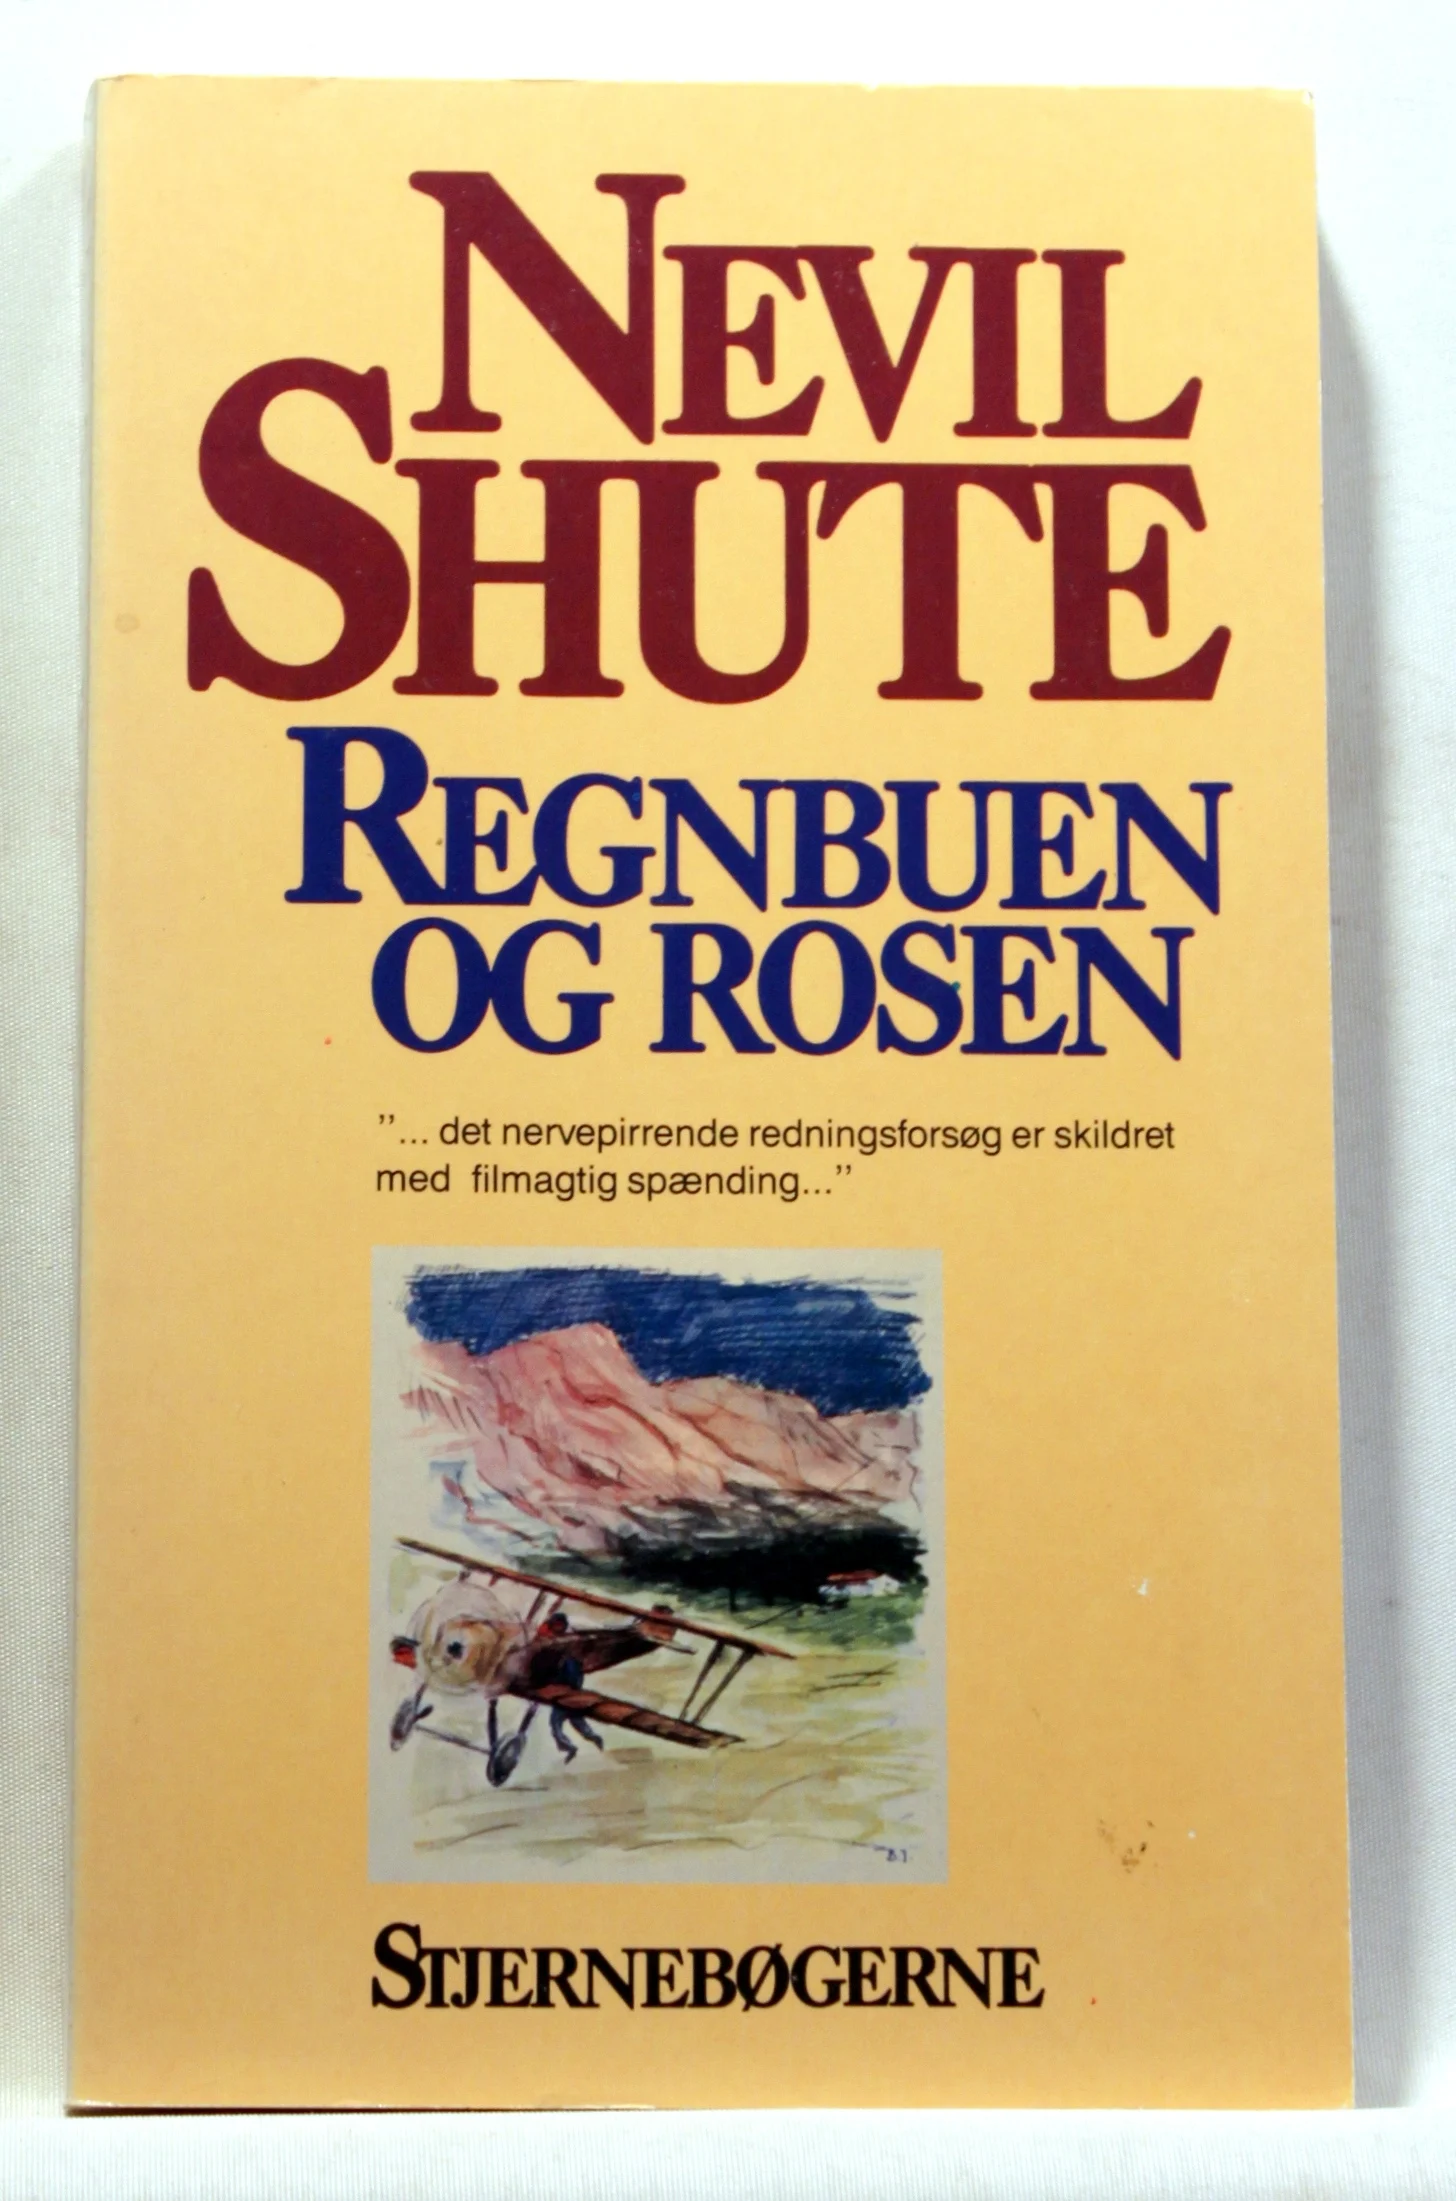 NEVIL
SHUTE
REGNBUEN
OG ROSEN
"... det nervepirrende redningsforsøg er skildret
med filmagtig spænding..."
B.J.
STJERNEBØGERNE